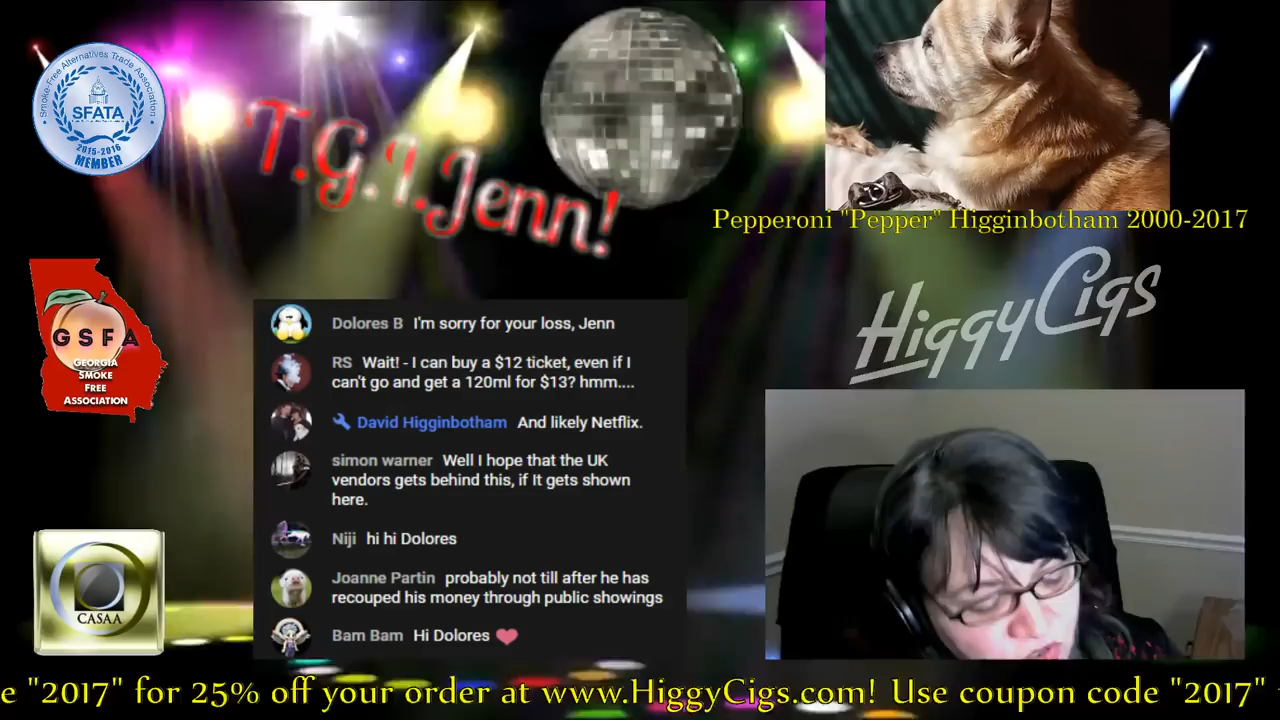 Smoke-Free Alternatives Trade Association
SFATA
2015-2016
MEMBER
T.G.I.Jenn!
Pepperoni "Pepper" Higginbotham 2000-2017
HiggyCigs
GSFA
GEORGIA
SMOKE
FREE
ASSOCIATION
Dolores B I'm sorry for your loss, Jenn
RS Wait! - I can buy a $12 ticket, even if I
can't go and get a 120ml for $13? hmm....
David Higginbotham And likely Netflix.
simon warner Well I hope that the UK
vendors gets behind this, if It gets shown
here.
Niji hi hi Dolores
Joanne Partin probably not till after he has
recouped his money through public showings
Bam Bam Hi Dolores ❤
CASAA
e "2017" for 25% off your order at www.HiggyCigs.com! Use coupon code "2017"